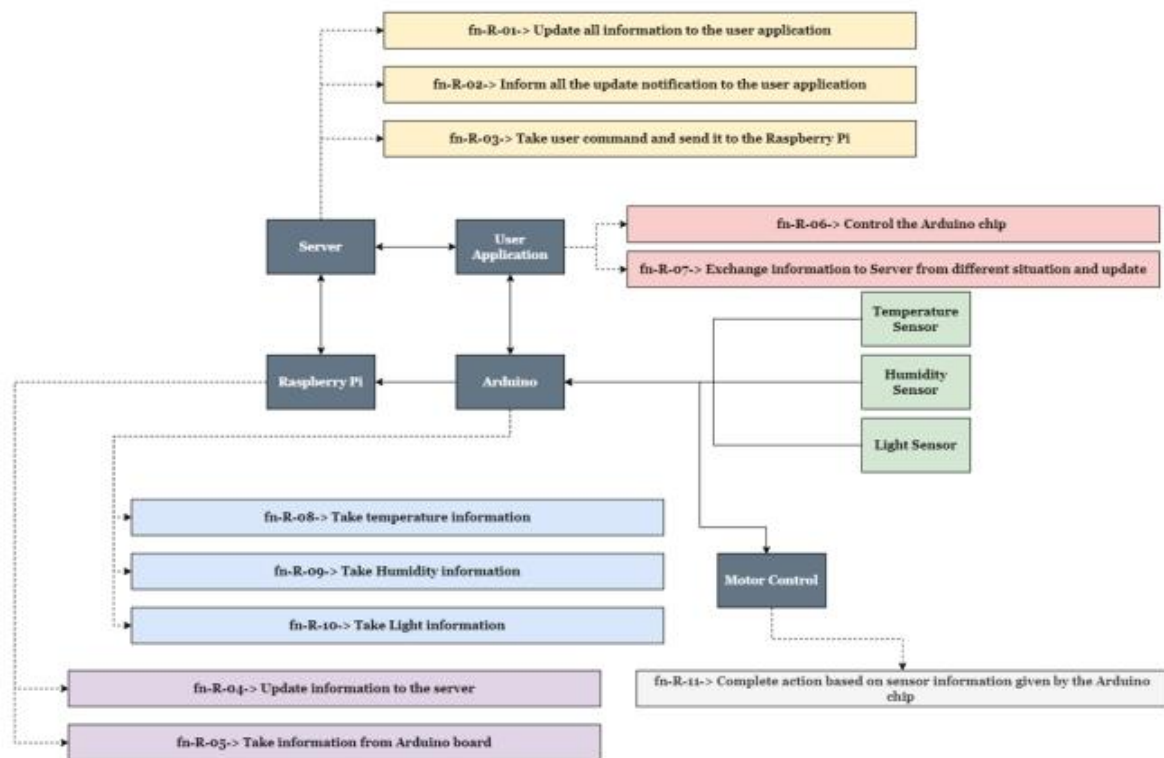 fn-R-01-> Update all information to the user application
fn-R-02-> Inform all the update notification to the user application
fn-R-03-> Take user command and send it to the Raspberry Pi
Server
User
Application
fn-R-06-> Control the Arduino chip
fn-R-07-> Exchange information to Server from different situation and update
Temperature
Sensor
Raspberry Pi
Arduino
Humidity
Sensor
Light Sensor
fn-R-08-> Take temperature information
fn-R-09-> Take Humidity information
fn-R-10-> Take Light information
Motor Control
fn-R-04-> Update information to the server
fn-R-11-> Complete action based on sensor information given by the Arduino
chip
fn-R-05-> Take information from Arduino board